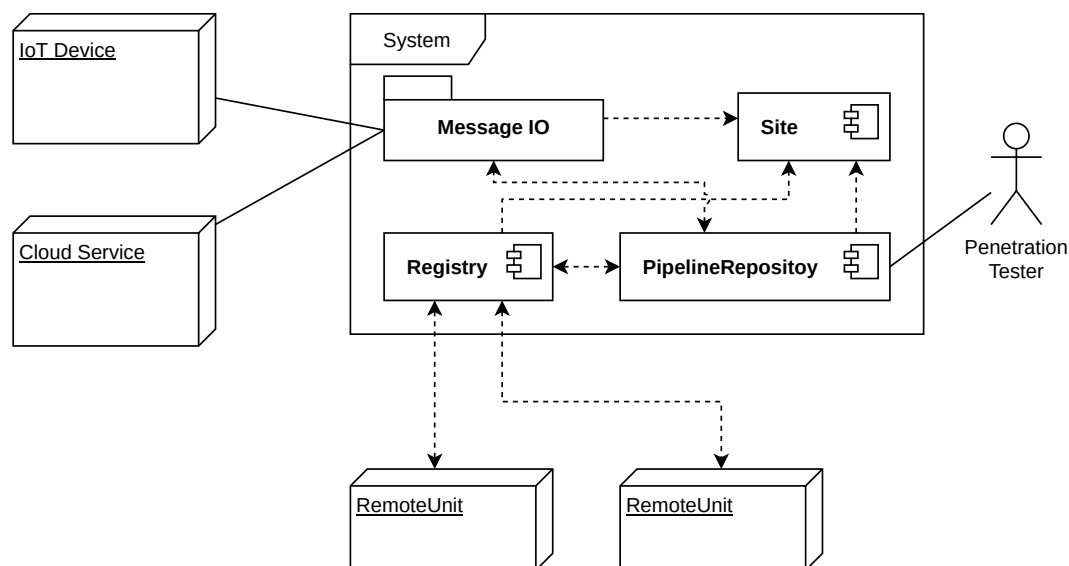 IoT Device
System
Message IO
Site
Cloud Service
Registry
PipelineRepositoy
Penetration
Tester
RemoteUnit
RemoteUnit